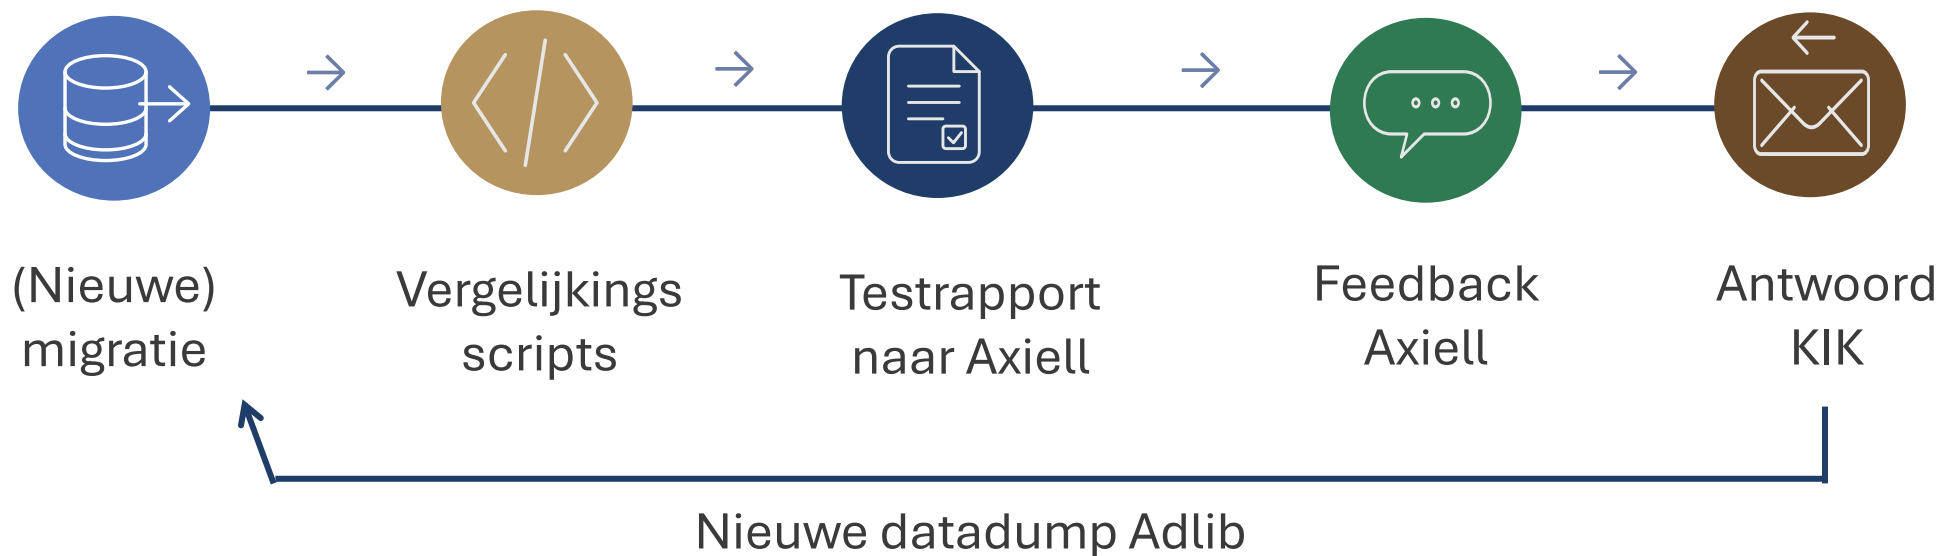 (Nieuwe)
migratie
Vergelijkings
scripts
Testrapport
naar Axiell
Feedback
Axiell
Antwoord
KIK
Nieuwe datadump Adlib